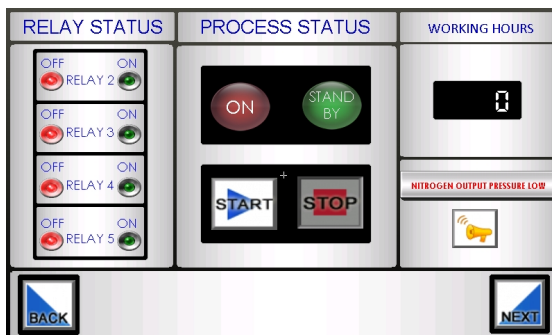 RELAY STATUS
OFF ON
RELAY 2
OFF ON
RELAY 3
OFF ON
RELAY 4
OFF ON
RELAY 5
PROCESS STATUS
ON
STAND
BY
START
STOP
WORKING HOURS
0
NITROGEN OUTPUT PRESSURE LOW
BACK
NEXT